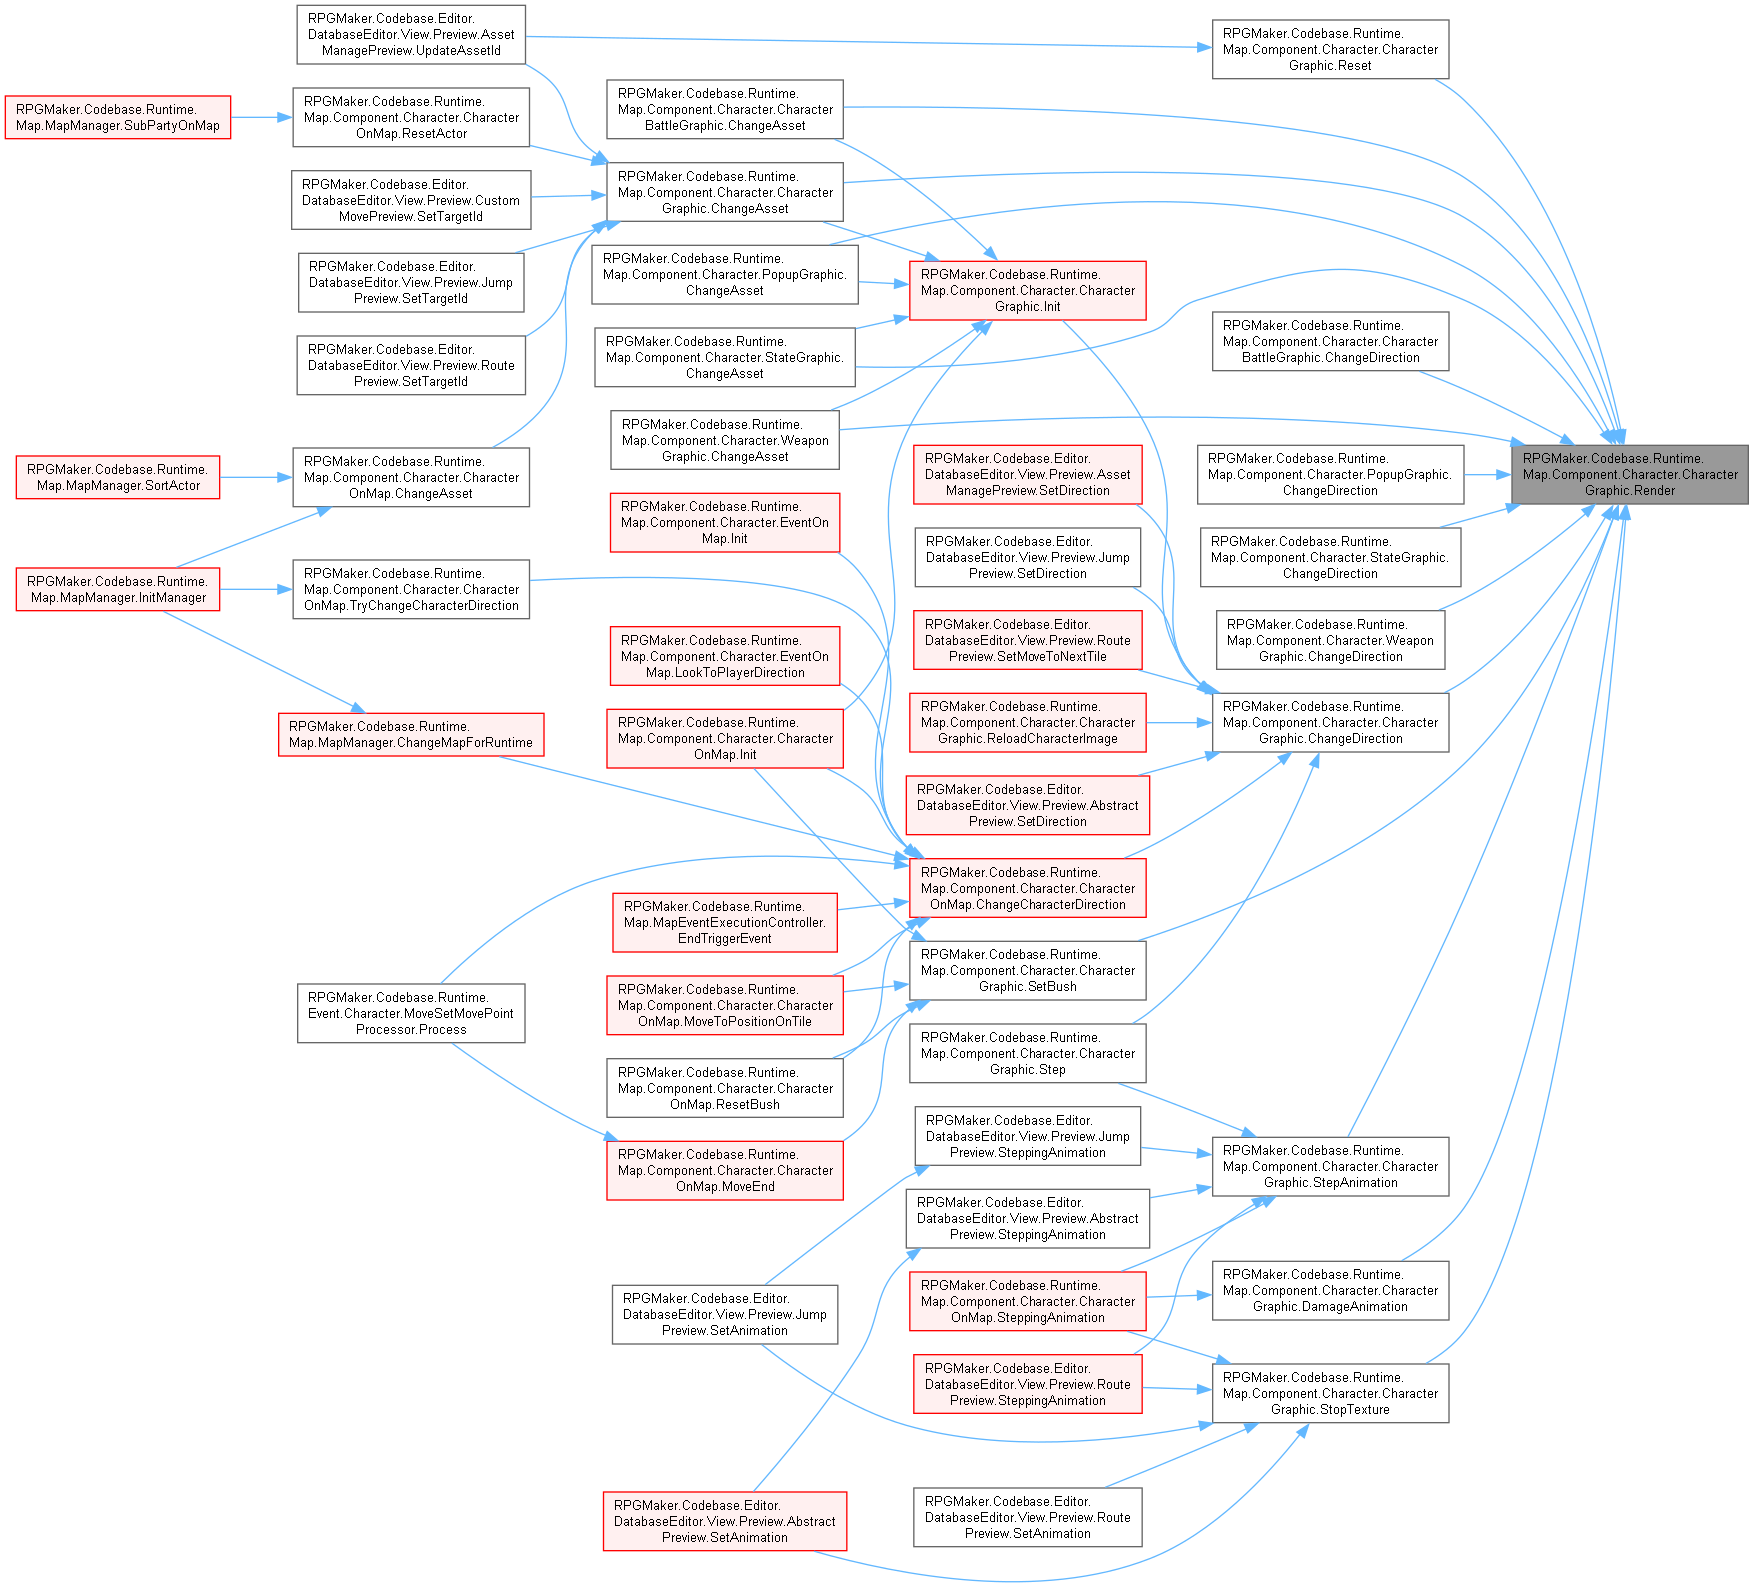 RPGMaker.Codebase.Editor.
DatabaseEditor.View.Preview.Asset
ManagePreview.UpdateAssetId
RPGMaker.Codebase.Runtime.
Map.Component.Character.Character
Graphic.Reset
RPGMaker.Codebase.Runtime.
Map.MapManager.SubPartyOnMap
RPGMaker.Codebase.Runtime.
Map.Component.Character.Character
OnMap.ResetActor
RPGMaker.Codebase.Runtime.
Map.Component.Character.Character
BattleGraphic.ChangeAsset
RPGMaker.Codebase.Editor.
DatabaseEditor.View.Preview.Custom
MovePreview.SetTargetId
RPGMaker.Codebase.Runtime.
Map.Component.Character.Character
Graphic.ChangeAsset
RPGMaker.Codebase.Editor.
DatabaseEditor.View.Preview.Jump
Preview.SetTargetId
RPGMaker.Codebase.Runtime.
Map.Component.Character.PopupGraphic.
ChangeAsset
RPGMaker.Codebase.Runtime.
Map.Component.Character.Character
Graphic.Init
RPGMaker.Codebase.Editor.
DatabaseEditor.View.Preview.Route
Preview.SetTargetId
RPGMaker.Codebase.Runtime.
Map.Component.Character.StateGraphic.
ChangeAsset
RPGMaker.Codebase.Runtime.
Map.Component.Character.Character
BattleGraphic.ChangeDirection
RPGMaker.Codebase.Runtime.
Map.Component.Character.Weapon
Graphic.ChangeAsset
RPGMaker.Codebase.Runtime.
Map.MapManager.SortActor
RPGMaker.Codebase.Runtime.
Map.Component.Character.Character
OnMap.ChangeAsset
RPGMaker.Codebase.Editor.
DatabaseEditor.View.Preview.Asset
ManagePreview.SetDirection
RPGMaker.Codebase.Runtime.
Map.Component.Character.PopupGraphic.
ChangeDirection
RPGMaker.Codebase.Runtime.
Map.Component.Character.Character
Graphic.Render
RPGMaker.Codebase.Runtime.
Map.Component.Character.EventOn
Map.Init
RPGMaker.Codebase.Editor.
DatabaseEditor.View.Preview.Jump
Preview.SetDirection
RPGMaker.Codebase.Runtime.
Map.Component.Character.StateGraphic.
ChangeDirection
RPGMaker.Codebase.Runtime.
Map.MapManager.InitManager
RPGMaker.Codebase.Runtime.
Map.Component.Character.Character
OnMap.TryChangeCharacterDirection
RPGMaker.Codebase.Runtime.
Map.Component.Character.EventOn
Map.LookToPlayerDirection
RPGMaker.Codebase.Editor.
DatabaseEditor.View.Preview.Route
Preview.SetMoveToNextTile
RPGMaker.Codebase.Runtime.
Map.Component.Character.Weapon
Graphic.ChangeDirection
RPGMaker.Codebase.Runtime.
Map.MapManager.ChangeMapForRuntime
RPGMaker.Codebase.Runtime.
Map.Component.Character.Character
OnMap.Init
RPGMaker.Codebase.Runtime.
Map.Component.Character.Character
Graphic.ReloadCharacterImage
RPGMaker.Codebase.Runtime.
Map.Component.Character.Character
Graphic.ChangeDirection
RPGMaker.Codebase.Editor.
DatabaseEditor.View.Preview.Abstract
Preview.SetDirection
RPGMaker.Codebase.Runtime.
Map.Component.Character.Character
OnMap.ChangeCharacterDirection
RPGMaker.Codebase.Runtime.
Map.MapEventExecutionController.
EndTriggerEvent
RPGMaker.Codebase.Runtime.
Map.Component.Character.Character
Graphic.SetBush
RPGMaker.Codebase.Runtime.
Event.Character.MoveSetMovePoint
Processor.Process
RPGMaker.Codebase.Runtime.
Map.Component.Character.Character
OnMap.MoveToPositionOnTile
RPGMaker.Codebase.Runtime.
Map.Component.Character.Character
Graphic.Step
RPGMaker.Codebase.Runtime.
Map.Component.Character.Character
OnMap.ResetBush
RPGMaker.Codebase.Editor.
DatabaseEditor.View.Preview.Jump
Preview.SteppingAnimation
RPGMaker.Codebase.Runtime.
Map.Component.Character.Character
OnMap.MoveEnd
RPGMaker.Codebase.Runtime.
Map.Component.Character.Character
Graphic.StepAnimation
RPGMaker.Codebase.Editor.
DatabaseEditor.View.Preview.Abstract
Preview.SteppingAnimation
RPGMaker.Codebase.Editor.
DatabaseEditor.View.Preview.Jump
Preview.SetAnimation
RPGMaker.Codebase.Runtime.
Map.Component.Character.Character
OnMap.SteppingAnimation
RPGMaker.Codebase.Runtime.
Map.Component.Character.Character
Graphic.DamageAnimation
RPGMaker.Codebase.Editor.
DatabaseEditor.View.Preview.Route
Preview.SteppingAnimation
RPGMaker.Codebase.Runtime.
Map.Component.Character.Character
Graphic.StopTexture
RPGMaker.Codebase.Editor.
DatabaseEditor.View.Preview.Abstract
Preview.SetAnimation
RPGMaker.Codebase.Editor.
DatabaseEditor.View.Preview.Route
Preview.SetAnimation